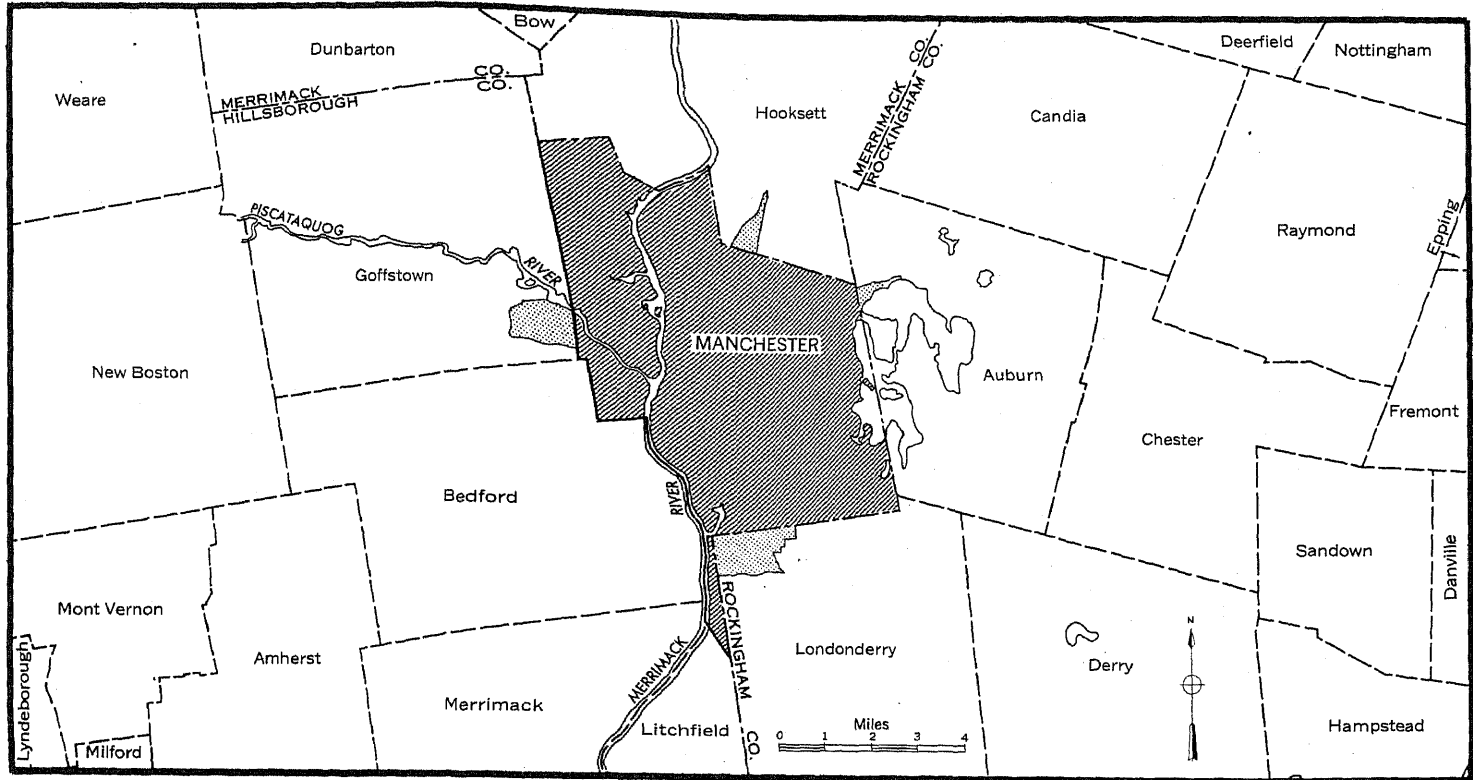 Bow
Dunbarton
Deerfield
Nottingham
Weare
CO.
CO.
MERRIMACK
HILLSBOROUGH
Hooksett
MERRIMACK CO.
ROCKINGHAM CO.
Candia
PISCATAQUOG
RIVER
Raymond
Epping
Goffstown
MANCHESTER
New Boston
Auburn
Fremont
Chester
Bedford
RIVER
Sandown
Danville
Mont Vernon
ROCKINGHAM CO.
N
Lyndeborough
Amherst
MERRIMACK
Londonderry
Derry
Merrimack
Litchfield
Miles
0 1 2 3 4
Milford
Hampstead